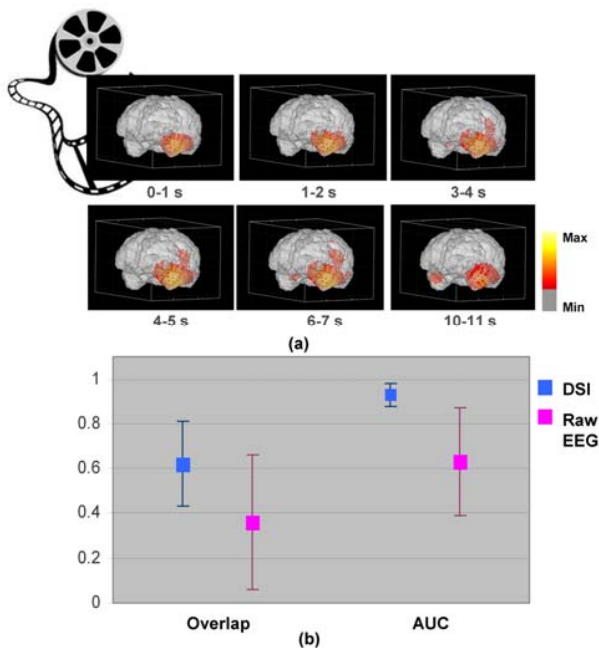 0-1 s
1-2 s
3-4 s
4-5 s
6-7 s
10-11 s
Max
Min
(a)
1
0.8
0.6
0.4
0.2
0
Overlap
AUC
DSI
Raw
EEG
(b)